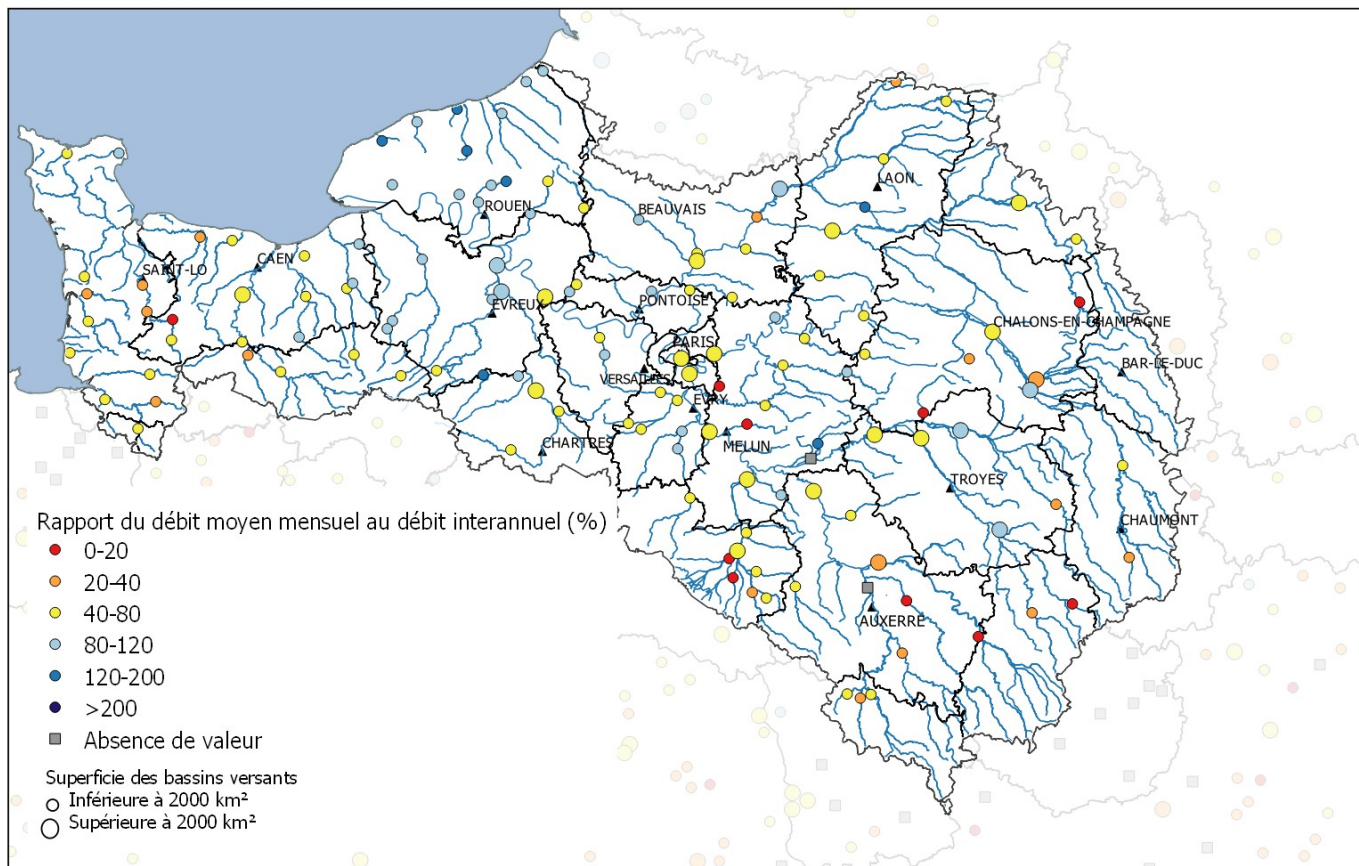 LAON
ROUEN
BEAUVAIS
CAEN
SAINT-LO
PONTOISE
EVREUX
CHALONS-EN-CHAMPAGNE
PARIS
BAR-LE-DUC
VERSAILLES
EVRY
CHARTRES
MELUN
TROYES
CHAUMONT
AUXERRE
Rapport du débit moyen mensuel au débit interannuel (%)
0-20
20-40
40-80
80-120
120-200
>200
Absence de valeur
Superficie des bassins versants
Inférieure à 2000 km²
Supérieure à 2000 km²